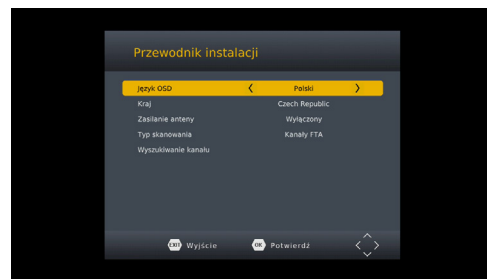 Przewodnik instalacji
Język OSD Polski
Kraj Czech Republic
Zasilanie anteny Wyłączony
Typ skanowania Kanały FTA
Wyszukiwanie kanału
EXIT Wyjście OK Potwierdź